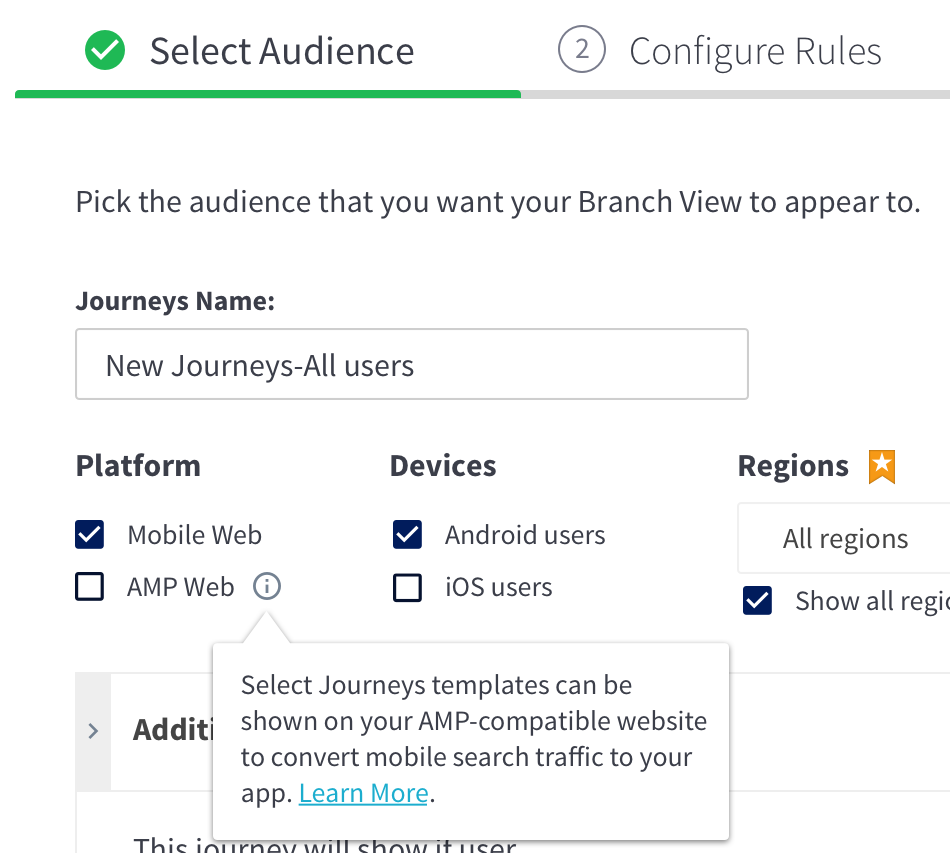 Select Audience
2 Configure Rules
Pick the audience that you want your Branch View to appear to.
Journeys Name:
New Journeys-All users
Platform
Devices
Regions
Mobile Web
Android users
All regions
AMP Web
iOS users
Show all
Select Journeys templates can be
shown on your AMP-compatible website
to convert mobile search traffic to your
app. Learn More.
This journey will show if user